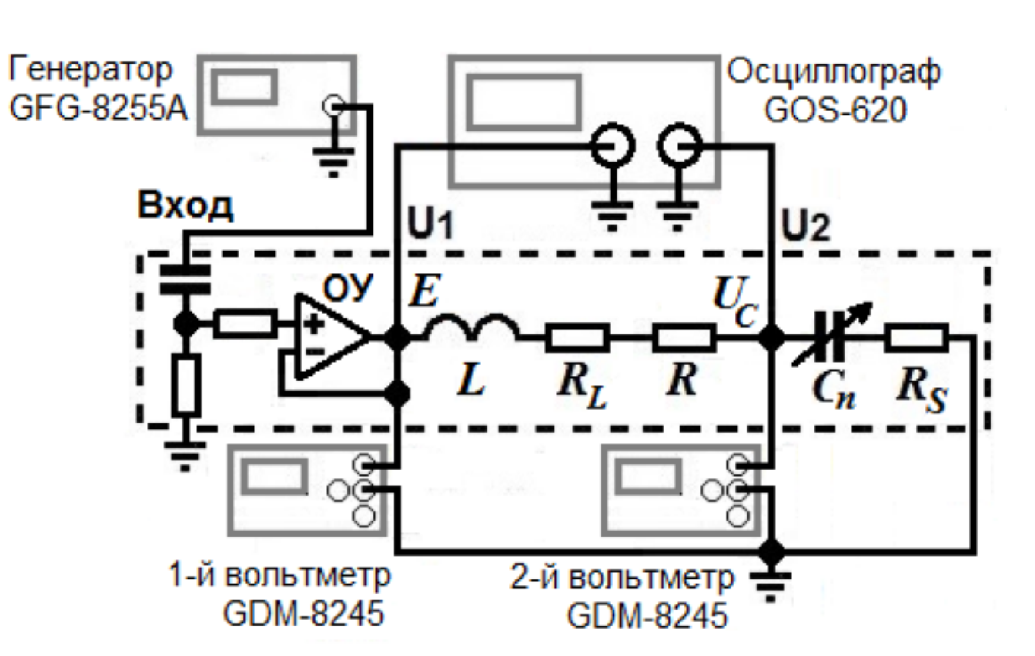 Генератор
GFG-8255A
Осциллограф
GOS-620
Вход
U1
U2
ОУ
E
U_C
+
-
L
R_L
R
C_n
R_S
1-й вольтметр
GDM-8245
2-й вольтметр
GDM-8245